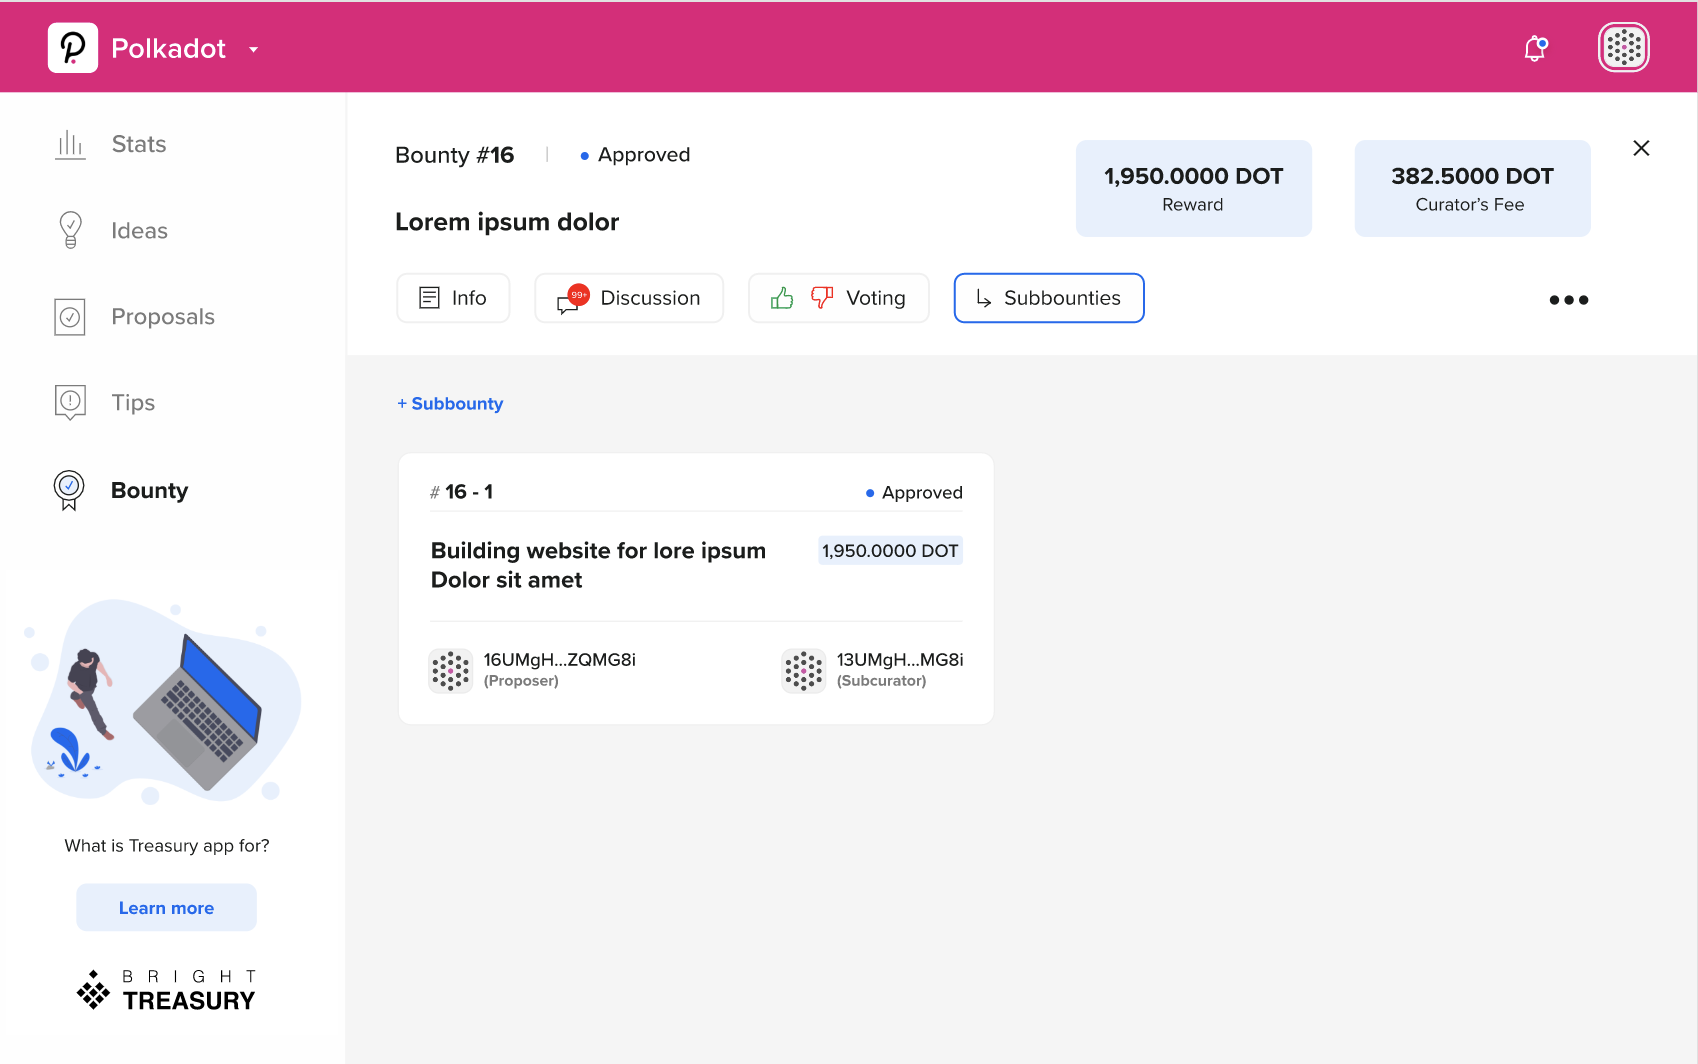 Polkadot
Stats
Ideas
Proposals
Tips
Bounty
What is Treasury app for?
Learn more
BRIGHT
TREASURY
Bounty #16
Approved
1,950.0000 DOT
Reward
382.5000 DOT
Curator’s Fee
Lorem ipsum dolor
Info
99+
Discussion
Voting
Subbounties
+ Subbounty
# 16 - 1
Approved
Building website for lore ipsum
Dolor sit amet
1,950.0000 DOT
16UMgH...ZQMG8i
(Proposer)
13UMgH...MG8i
(Subcurator)